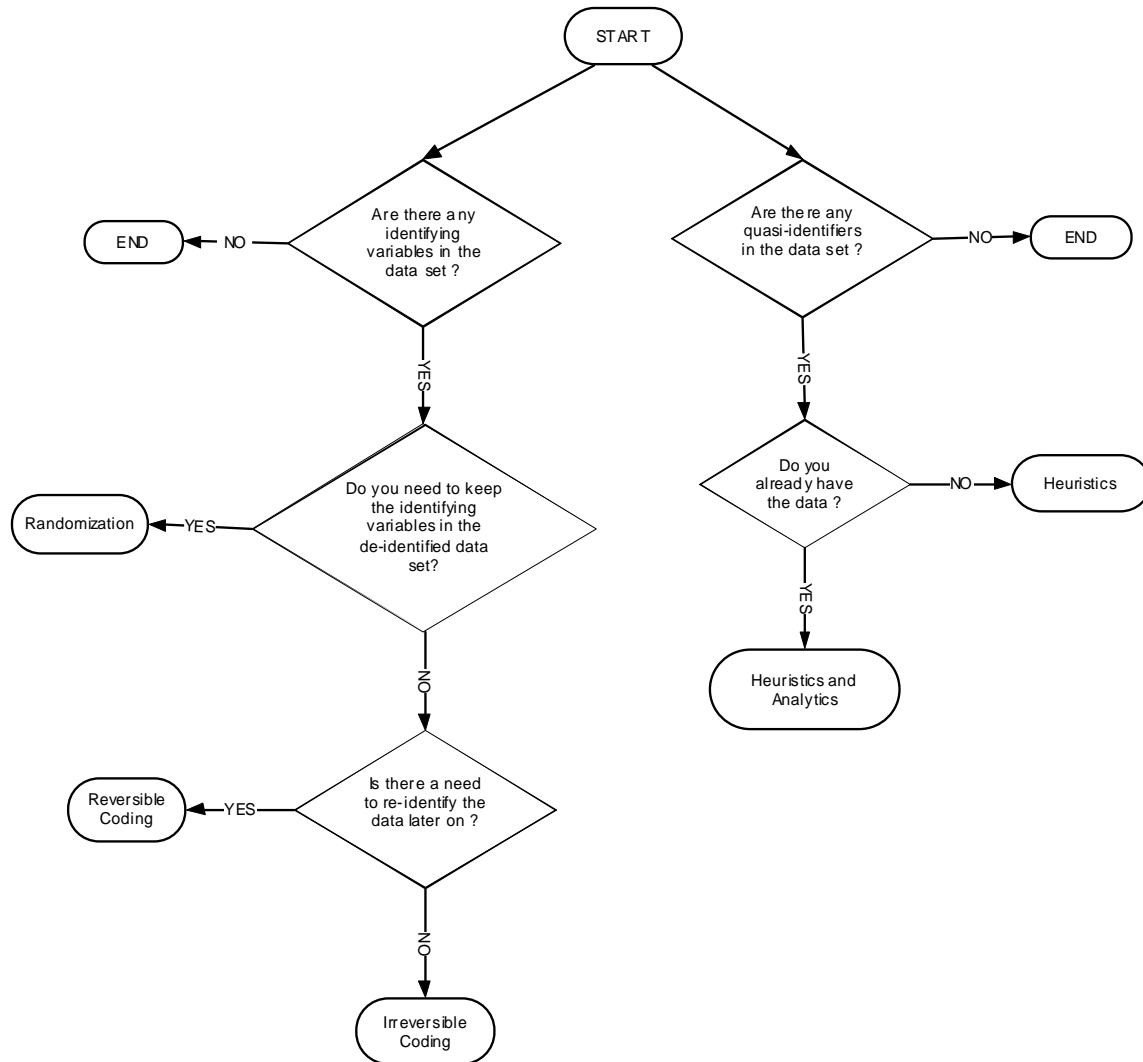 START
Are there any
identifying
variables in the
data set ?
NO
END
YES
Do you need to keep
the identifying
variables in the
de-identified data
set?
YES
Randomization
NO
Is there a need
to re-identify the
data later on ?
YES
Reversible
Coding
NO
Irreversible
Coding
Are there any
quasi-identifiers
in the data set ?
NO
END
YES
Do you
already have
the data ?
NO
Heuristics
YES
Heuristics and
Analytics